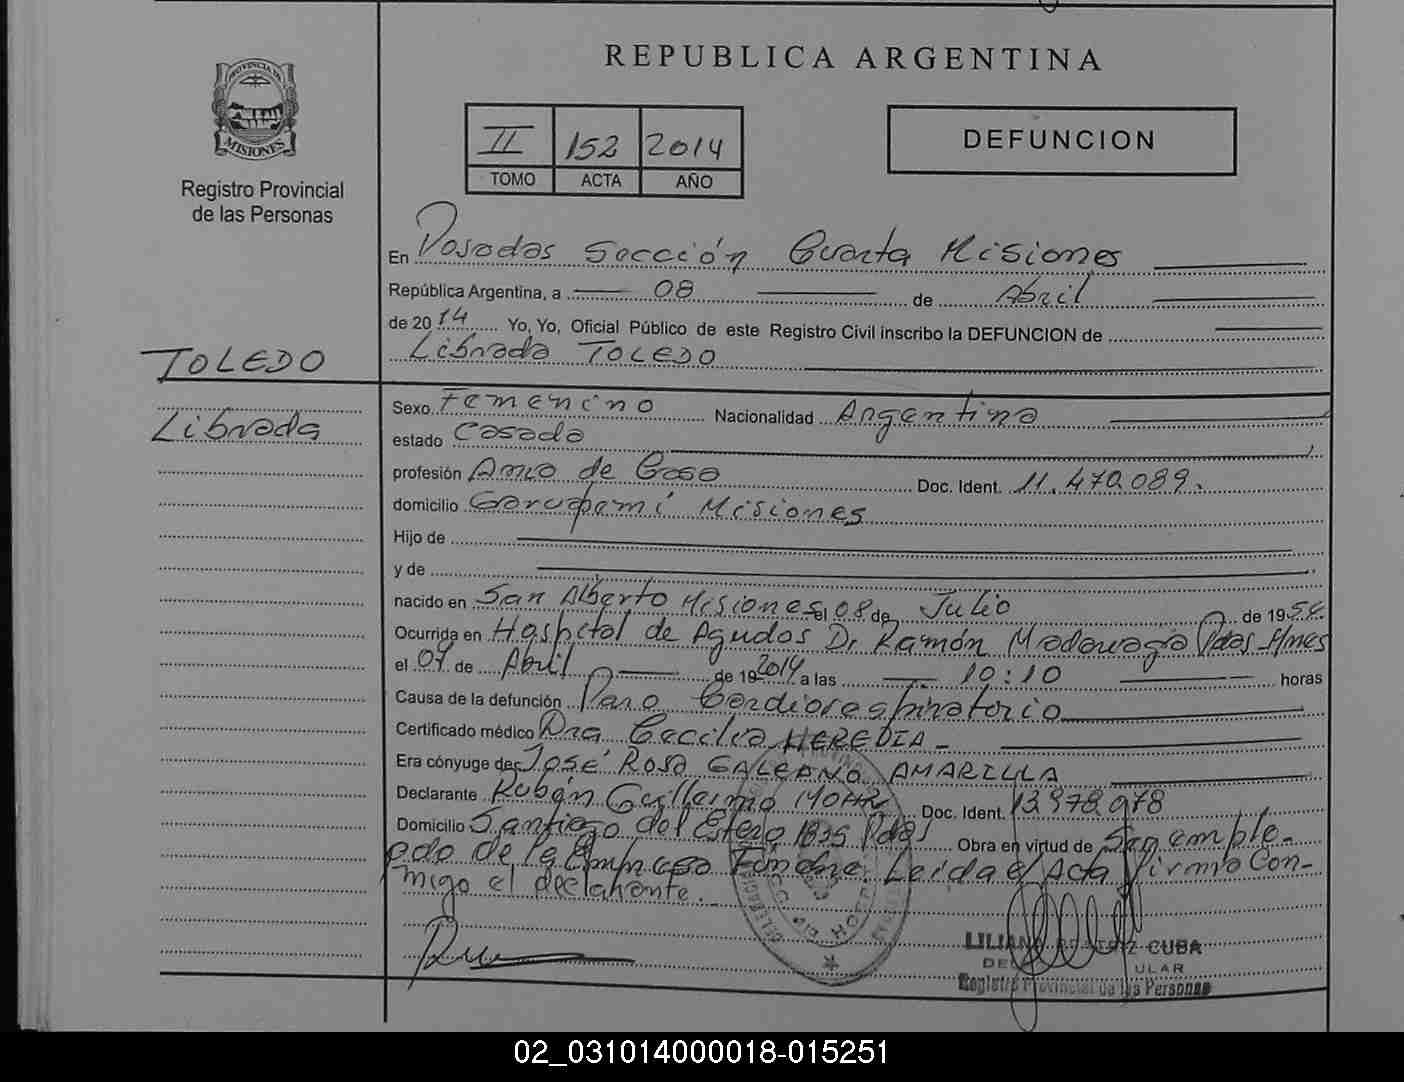 REPUBLICA ARGENTINA
PROVINCIA DE
MISIONES
Registro Provincial
de las Personas
II 152 2014
TOMO ACTA AÑO
DEFUNCION
En Posadas Sección Cuarta Misiones
República Argentina, a 08 de Abril
de 2014 Yo, Yo, Oficial Público de este Registro Civil inscribo la DEFUNCION de
Librada TOLEDO
TOLEDO
Librada
Sexo Femenino Nacionalidad Argentina
estado Casada
profesión Ama de Casa Doc. Ident. 11.470.089.
domicilio Garupamí Misiones
Hijo de
y de
nacido en San Alberto Misiones el 08 de Julio de 1954
Ocurrida en Hospital de Agudos Dr Ramón Madariaga Pdas Mnes
el 07 de Abril de 19 2014 a las 10:10 horas
Causa de la defunción Paro Cardiorespiratorio
Certificado médico Dra Cecilia HEREDIA -
Era cónyuge de: José Rosa GALEANO AMARILLA
Declarante Rubén Guillermo MOHR Doc. Ident. 13 978 978
Domicilio Santiago del Estero 1835 Pdas Obra en virtud de Ser emple-
ado de la Empresa Fúnebre. Leída el Acta firma Con-
migo el declarante.
LILIANA BEATRIZ CUBA
Registro Provincial de las Personas
02_031014000018-015251